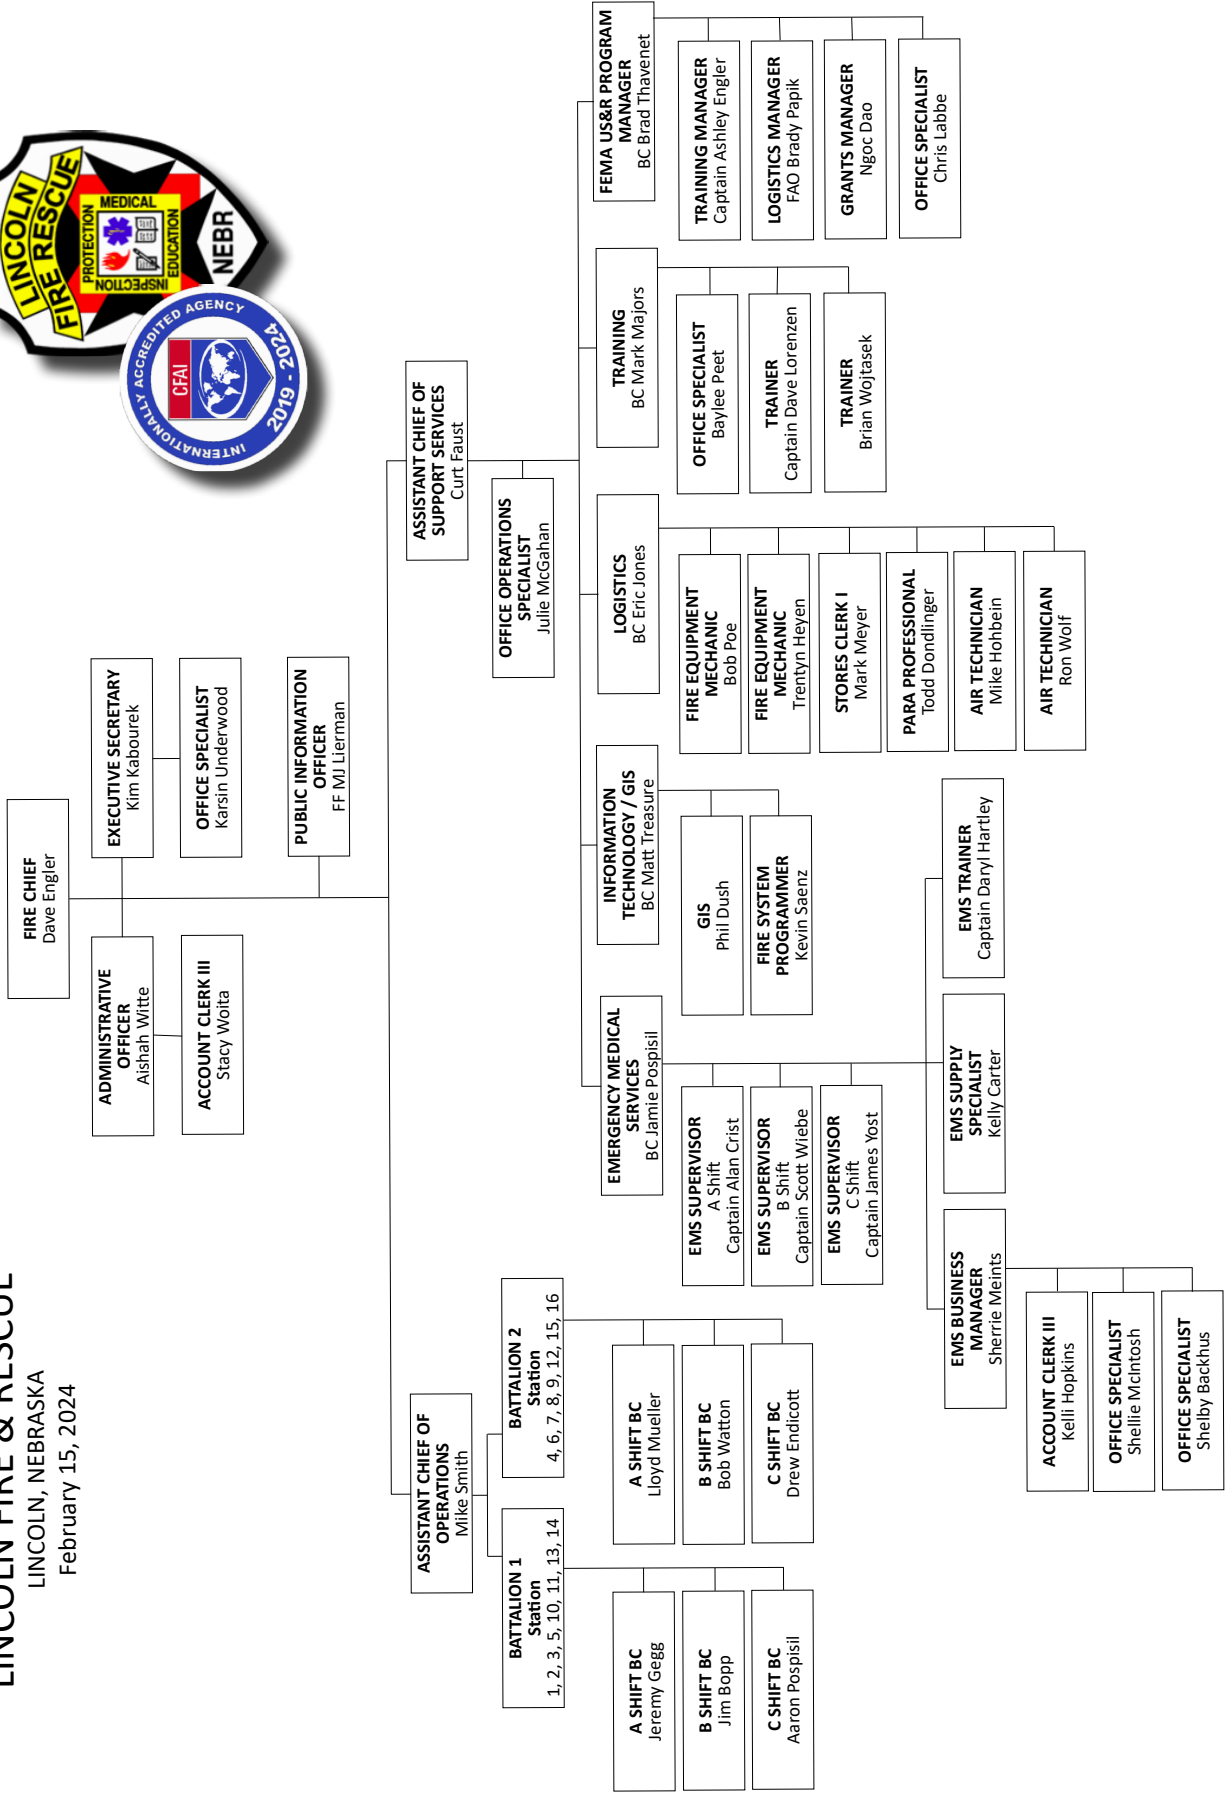 LINCOLN FIRE & RESCUE
LINCOLN, NEBRASKA
February 15, 2024
LINCOLN
FIRE RESCUE
PROTECTION
MEDICAL
INSPECTION
EDUCATION
NEBR
INTERNATIONALLY ACCREDITED AGENCY
CFAI
2019 - 2024
FIRE CHIEF
Dave Engler
ADMINISTRATIVE
OFFICER
Aishah Witte
ACCOUNT CLERK III
Stacy Woita
EXECUTIVE SECRETARY
Kim Kabourek
OFFICE SPECIALIST
Karsin Underwood
PUBLIC INFORMATION
OFFICER
FF MJ Lierman
ASSISTANT CHIEF OF
OPERATIONS
Mike Smith
BATTALION 1
Station
1, 2, 3, 5, 10, 11, 13, 14
A SHIFT BC
Jeremy Gegg
B SHIFT BC
Jim Bopp
C SHIFT BC
Aaron Pospisil
BATTALION 2
Station
4, 6, 7, 8, 9, 12, 15, 16
A SHIFT BC
Lloyd Mueller
B SHIFT BC
Bob Watton
C SHIFT BC
Drew Endicott
ASSISTANT CHIEF OF
SUPPORT SERVICES
Curt Faust
OFFICE OPERATIONS
SPECIALIST
Julie McGahan
EMERGENCY MEDICAL
SERVICES
BC Jamie Pospisil
EMS SUPERVISOR
A Shift
Captain Alan Crist
EMS SUPERVISOR
B Shift
Captain Scott Wiebe
EMS SUPERVISOR
C Shift
Captain James Yost
EMS BUSINESS
MANAGER
Sherrie Meints
ACCOUNT CLERK III
Kelli Hopkins
OFFICE SPECIALIST
Shellie McIntosh
OFFICE SPECIALIST
Shelby Backhus
EMS SUPPLY
SPECIALIST
Kelly Carter
EMS TRAINER
Captain Daryl Hartley
INFORMATION
TECHNOLOGY / GIS
BC Matt Treasure
GIS
Phil Dush
FIRE SYSTEM
PROGRAMMER
Kevin Saenz
LOGISTICS
BC Eric Jones
FIRE EQUIPMENT
MECHANIC
Bob Poe
FIRE EQUIPMENT
MECHANIC
Trentyn Heyen
STORES CLERK I
Mark Meyer
PARA PROFESSIONAL
Todd Dondlinger
AIR TECHNICIAN
Mike Hohbein
AIR TECHNICIAN
Ron Wolf
TRAINING
BC Mark Majors
OFFICE SPECIALIST
Baylee Peet
TRAINER
Captain Dave Lorenzen
TRAINER
Brian Wojtasek
FEMA US&R PROGRAM
MANAGER
BC Brad Thavenet
TRAINING MANAGER
Captain Ashley Engler
LOGISTICS MANAGER
FAO Brady Papik
GRANTS MANAGER
Ngoc Dao
OFFICE SPECIALIST
Chris Labbe